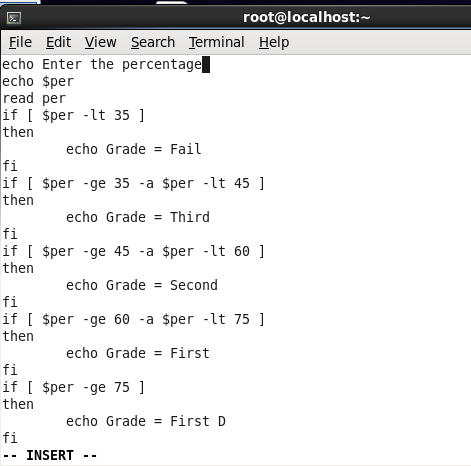 root@localhost:~
File Edit View Search Terminal Help
echo Enter the percentage
echo $per
read per
if [ $per -lt 35 ]
then
        echo Grade = Fail
fi
if [ $per -ge 35 -a $per -lt 45 ]
then
        echo Grade = Third
fi
if [ $per -ge 45 -a $per -lt 60 ]
then
        echo Grade = Second
fi
if [ $per -ge 60 -a $per -lt 75 ]
then
        echo Grade = First
fi
if [ $per -ge 75 ]
then
        echo Grade = First D
fi
-- INSERT --